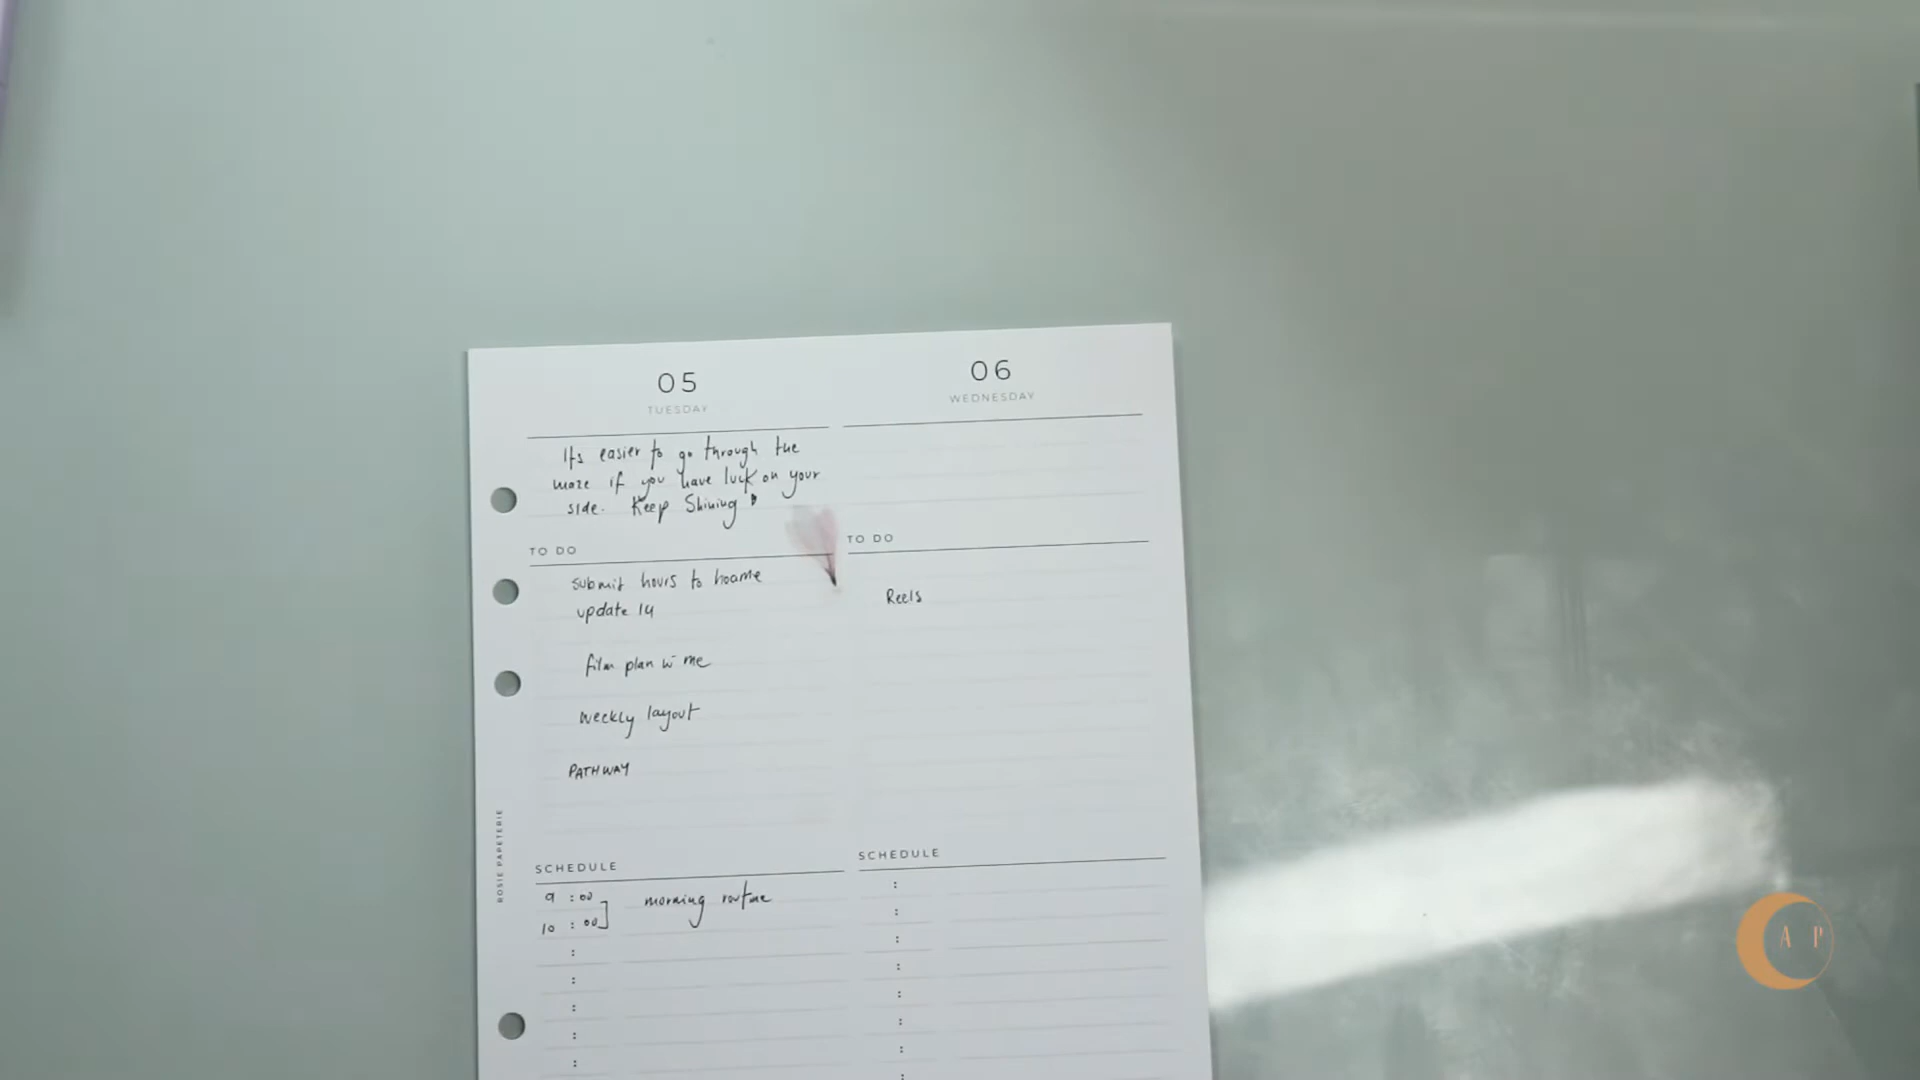 05
TUESDAY
Its easier to go through the
maze if you have luck on your
side. Keep Shining
TO DO
submit hours to hoame
update 14
film plan w me
weekly layout
PATHWAY
SCHEDULE
9 :00
10 : 00
morning routine
06
WEDNESDAY
TO DO
Reels
SCHEDULE
ROSIE PAPETERIE
A P